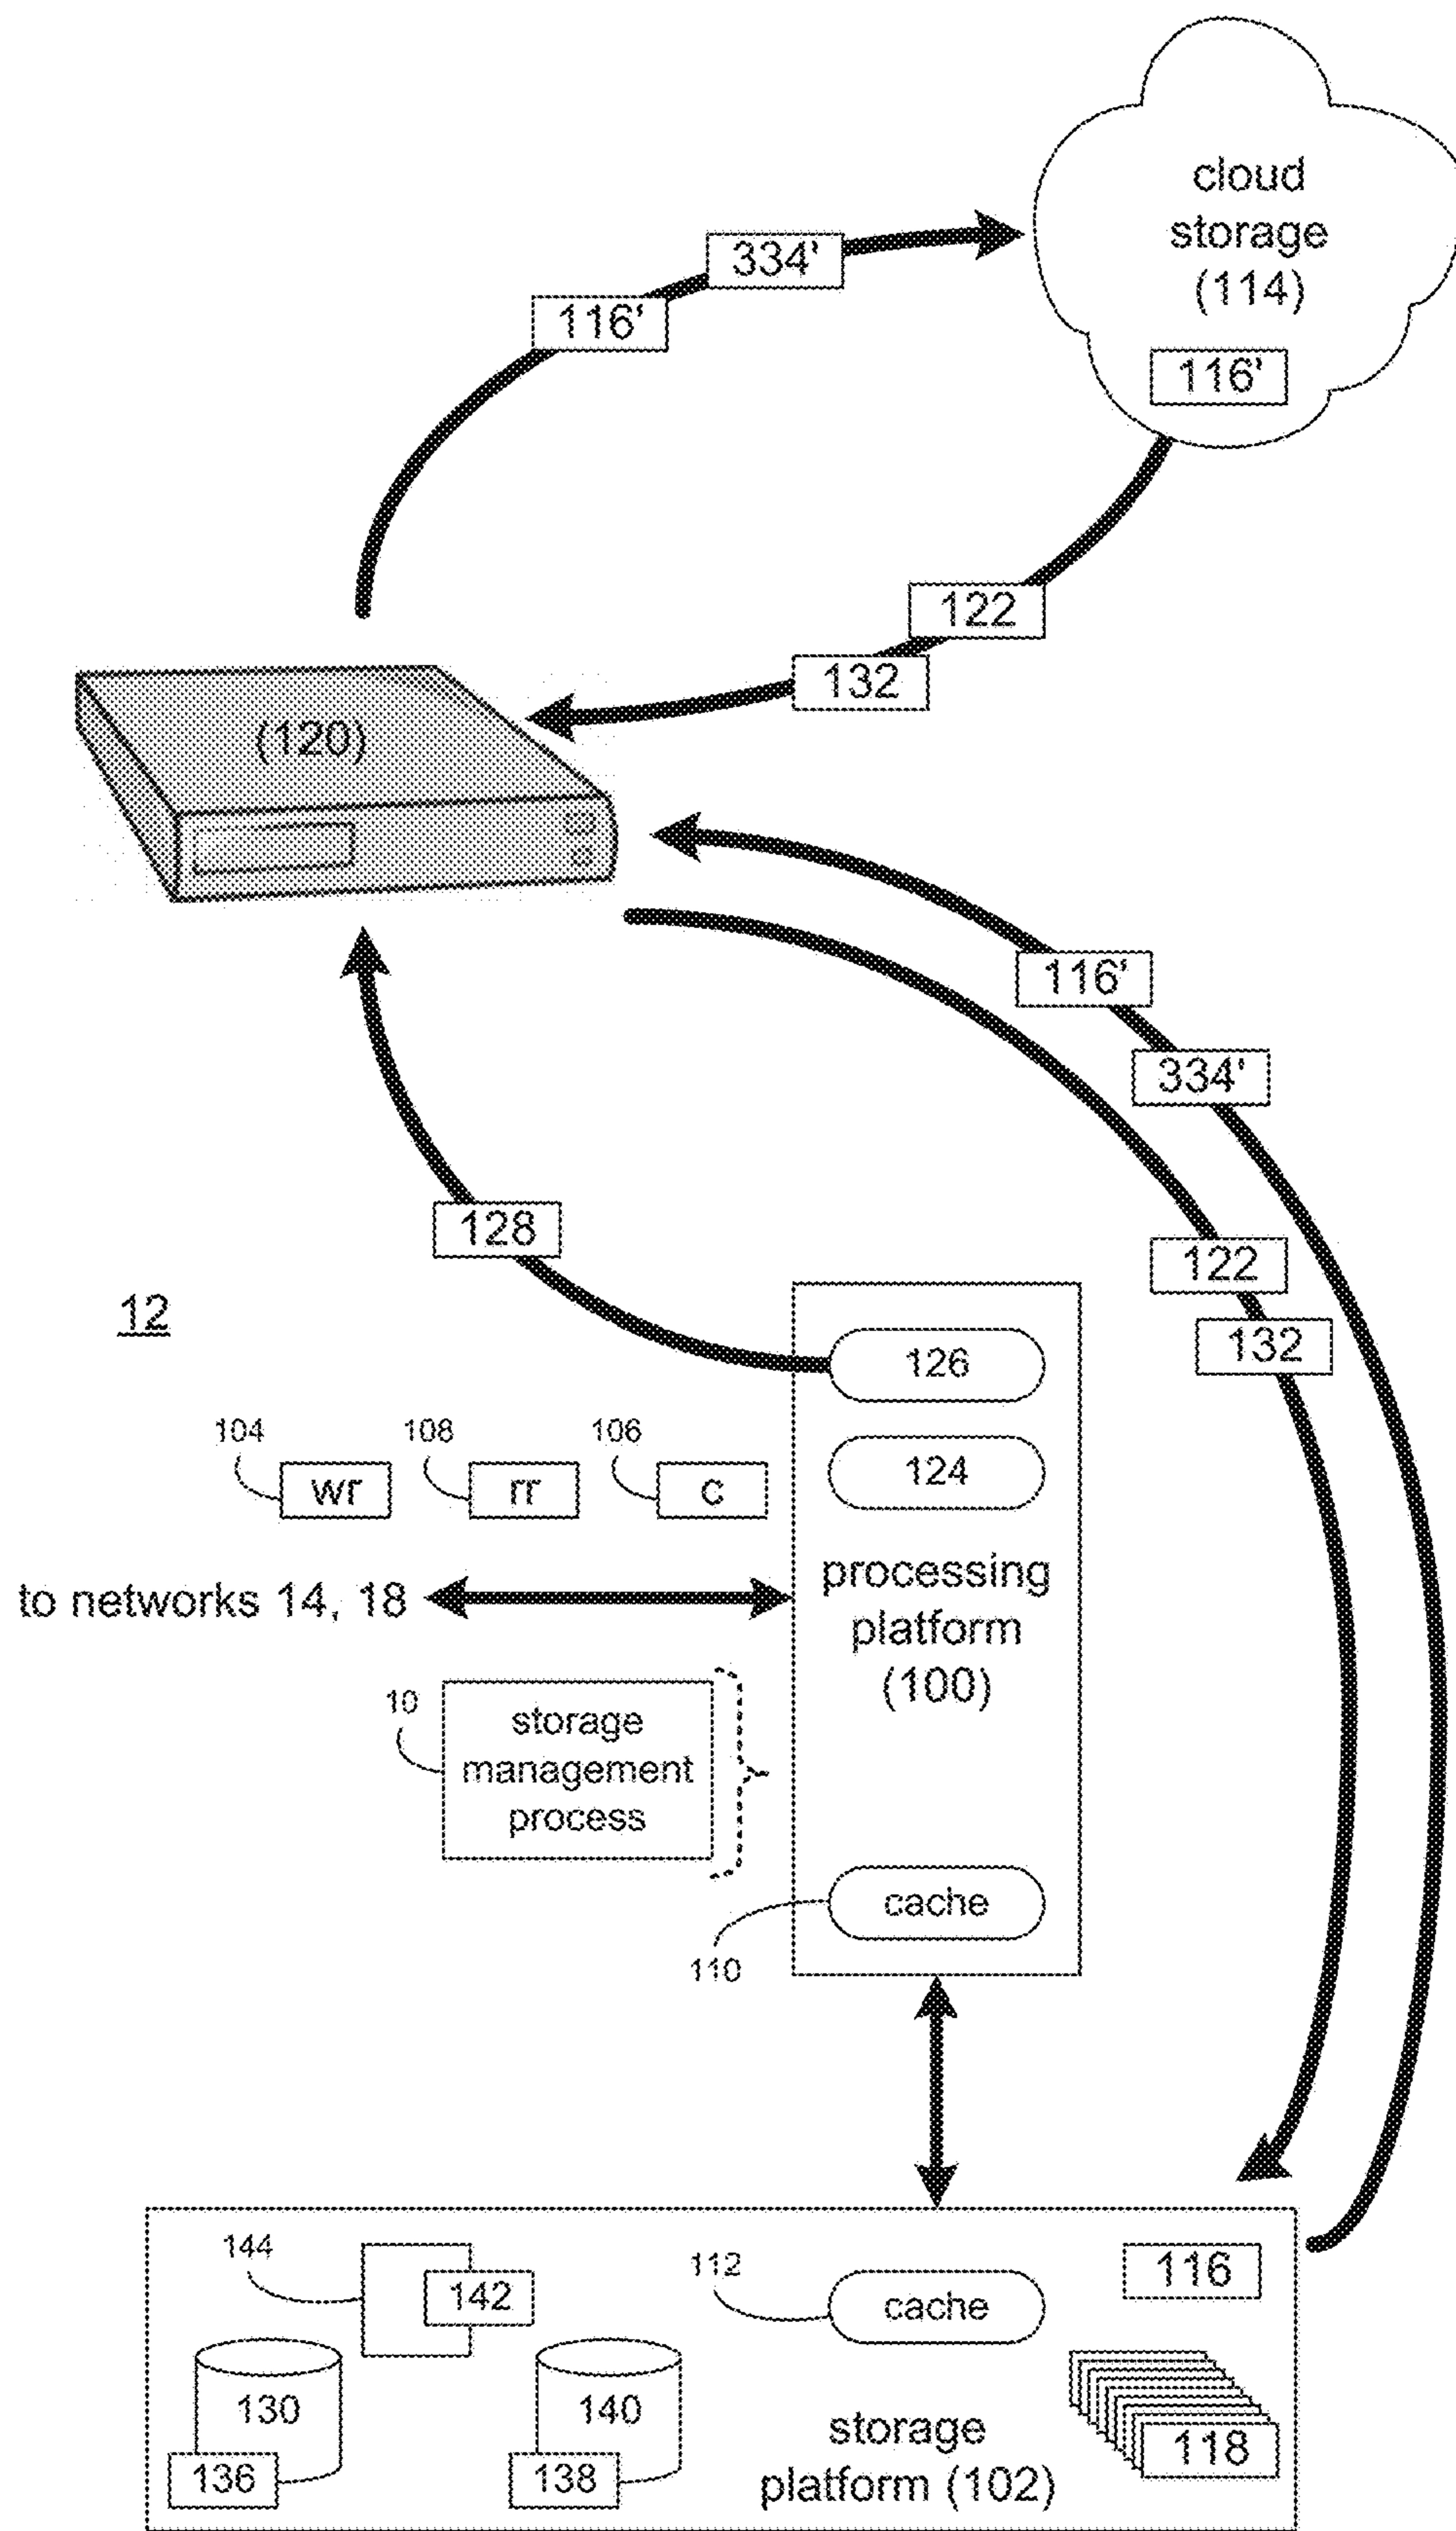 cloud
storage
(114)
334'
116'
116'
122
132
(120)
116'
334'
128
122
12
132
126
104
108
106
wr
rr
c
124
to networks 14, 18
processing
platform
(100)
10
storage
management
process
cache
110
144
112
116
142
cache
130
140
118
136
138
storage
platform (102)